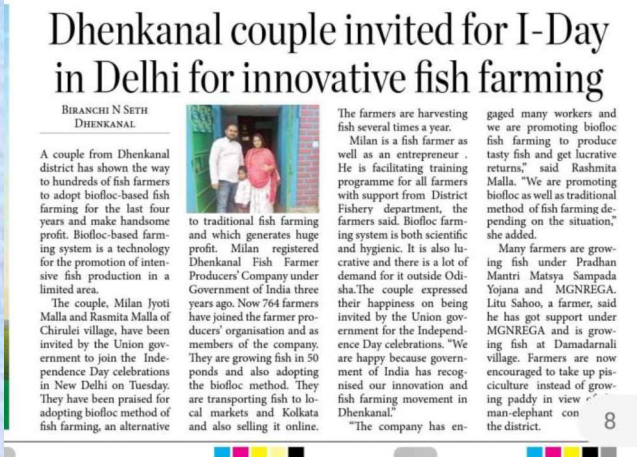 Dhenkanal couple invited for I-Day
in Delhi for innovative fish farming
BIRANCHI N SETH
DHENKANAL
A couple from Dhenkanal
district has shown the way
to hundreds of fish farmers
to adopt biofloc-based fish
farming for the last four
years and make handsome
profit. Biofloc-based farm-
ing system is a technology
for the promotion of inten-
sive fish production in a
limited area.
The couple, Milan Jyoti
Malla and Rasmita Malla of
Chirulei village, have been
invited by the Union gov-
ernment to join the Inde-
pendence Day celebrations
in New Delhi on Tuesday.
They have been praised for
adopting biofloc method of
fish farming, an alternative
to traditional fish farming
and which generates huge
profit. Milan registered
Dhenkanal Fish Farmer
Producers' Company under
Government of India three
years ago. Now 764 farmers
have joined the farmer pro-
ducers' organisation and as
members of the company.
They are growing fish in 50
ponds and also adopting
the biofloc method. They
are transporting fish to lo-
cal markets and Kolkata
and also selling it online.
The farmers are harvesting
fish several times a year.
Milan is a fish farmer as
well as an entrepreneur .
He is facilitating training
programme for all farmers
with support from District
Fishery department, the
farmers said. Biofloc farm-
ing system is both scientific
and hygienic. It is also lu-
crative and there is a lot of
demand for it outside Odi-
sha.The couple expressed
their happiness on being
invited by the Union gov-
ernment for the Independ-
ence Day celebrations. “We
are happy because govern-
ment of India has recog-
nised our innovation and
fish farming movement in
Dhenkanal.”
“The company has en-
gaged many workers and
we are promoting biofloc
fish farming to produce
tasty fish and get lucrative
returns,” said Rashmita
Malla. “We are promoting
biofloc as well as traditional
method of fish farming de-
pending on the situation,”
she added.
Many farmers are grow-
ing fish under Pradhan
Mantri Matsya Sampada
Yojana and MGNREGA.
Litu Sahoo, a farmer, said
he has got support under
MGNREGA and is grow-
ing fish at Damadarnali
village. Farmers are now
encouraged to take up pis-
ciculture instead of grow-
ing paddy in view
man-elephant con
the district.
8